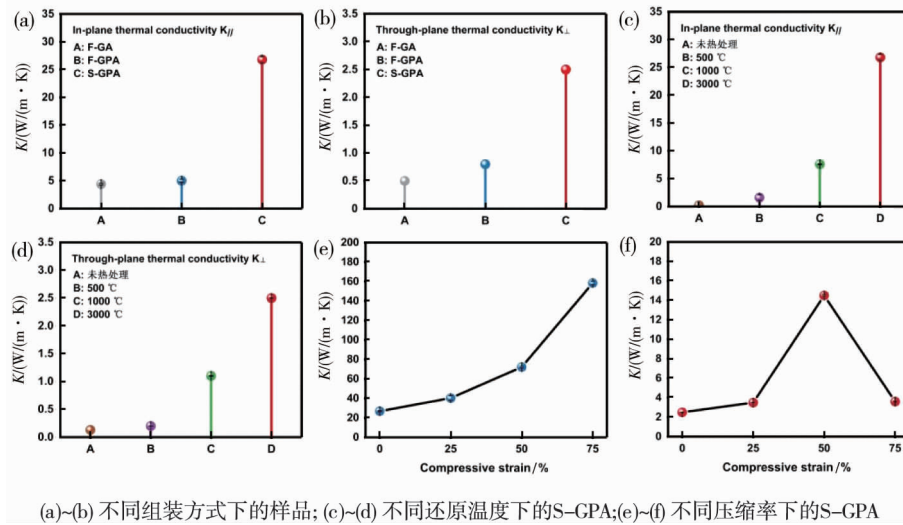 (a)
In-plane thermal conductivity K//
A: F-GA
B: F-GPA
C: S-GPA
K/(W/(m·K))
35
30
25
20
15
10
5
0
A B C
(b)
Through-plane thermal conductivity K⊥
A: F-GA
B: F-GPA
C: S-GPA
K/(W/(m·K))
3.5
3.0
2.5
2.0
1.5
1.0
0.5
0.0
A B C
(c)
In-plane thermal conductivity K//
A: 未热处理
B: 500 ℃
C: 1000 ℃
D: 3000 ℃
K/(W/(m·K))
35
30
25
20
15
10
5
0
A B C D
(d)
Through-plane thermal conductivity K⊥
A: 未热处理
B: 500 ℃
C: 1000 ℃
D: 3000 ℃
K/(W/(m·K))
3.5
3.0
2.5
2.0
1.5
1.0
0.5
0.0
A B C D
(e)
K/(W/(m·K))
200
180
160
140
120
100
80
60
40
20
0
0 25 50 75
Compressive strain/%
(f)
K/(W/(m·K))
20
18
16
14
12
10
8
6
4
2
0
0 25 50 75
Compressive strain/%
(a)~(b) 不同组装方式下的样品; (c)~(d) 不同还原温度下的S-GPA;(e)~(f) 不同压缩率下的S-GPA